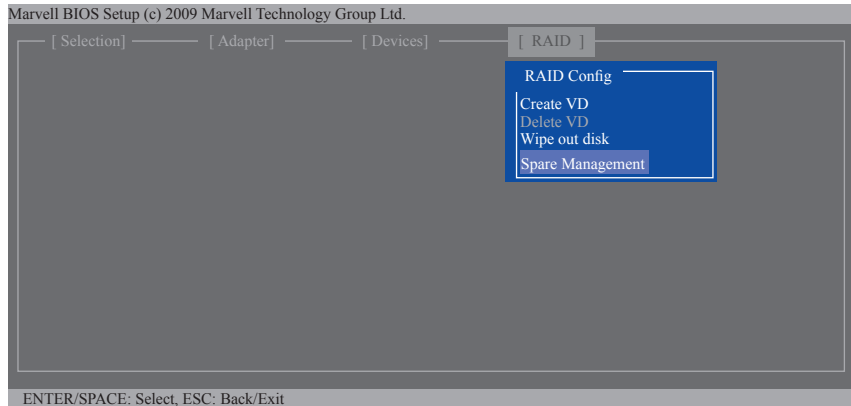 Marvell BIOS Setup (c) 2009 Marvell Technology Group Ltd.
[ Selection] [ Adapter] [ Devices] [ RAID ]
RAID Config
Create VD
Delete VD
Wipe out disk
Spare Management
ENTER/SPACE: Select, ESC: Back/Exit